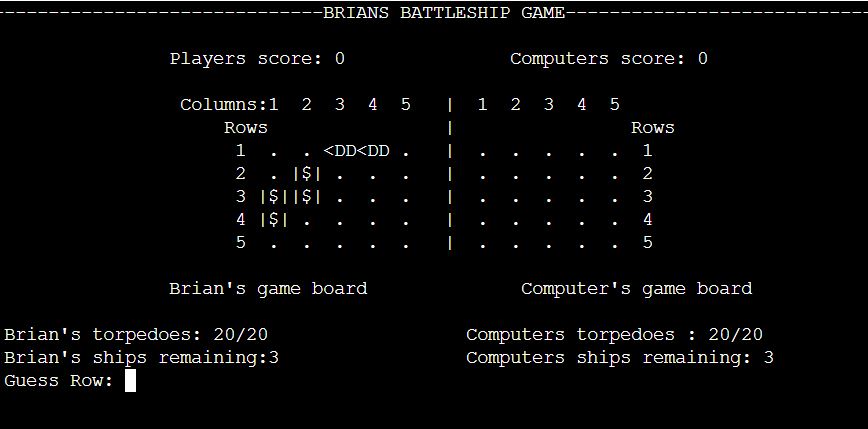 ------------------------------BRIANS BATTLESHIP GAME----------------------------
Players score: 0 Computers score: 0
Columns:1 2 3 4 5 | 1 2 3 4 5
Rows | Rows
1 . . <DD<DD . | . . . . . 1
2 . |$| . . . | . . . . . 2
3 |$||$| . . . | . . . . . 3
4 |$| . . . . | . . . . . 4
5 . . . . . | . . . . . 5
Brian's game board Computer's game board
Brian's torpedoes: 20/20 Computers torpedoes : 20/20
Brian's ships remaining:3 Computers ships remaining: 3
Guess Row: